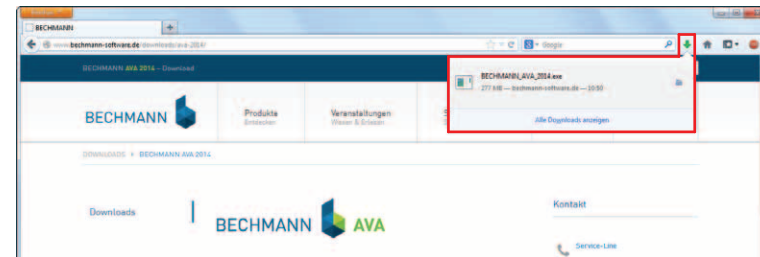 BECHMANN
www.bechmann-software.de/downloads/ava-2014/
Google
BECHMANN AVA 2014 – Download
BECHMANN_AVA_2014.exe
277 MB — bechmann-software.de — 10:50
Alle Downloads anzeigen
BECHMANN
Produkte
Entdecken
Veranstaltungen
Wissen & Erleben
DOWNLOADS
BECHMANN AVA 2014
Downloads
BECHMANN AVA
Kontakt
Service-Line